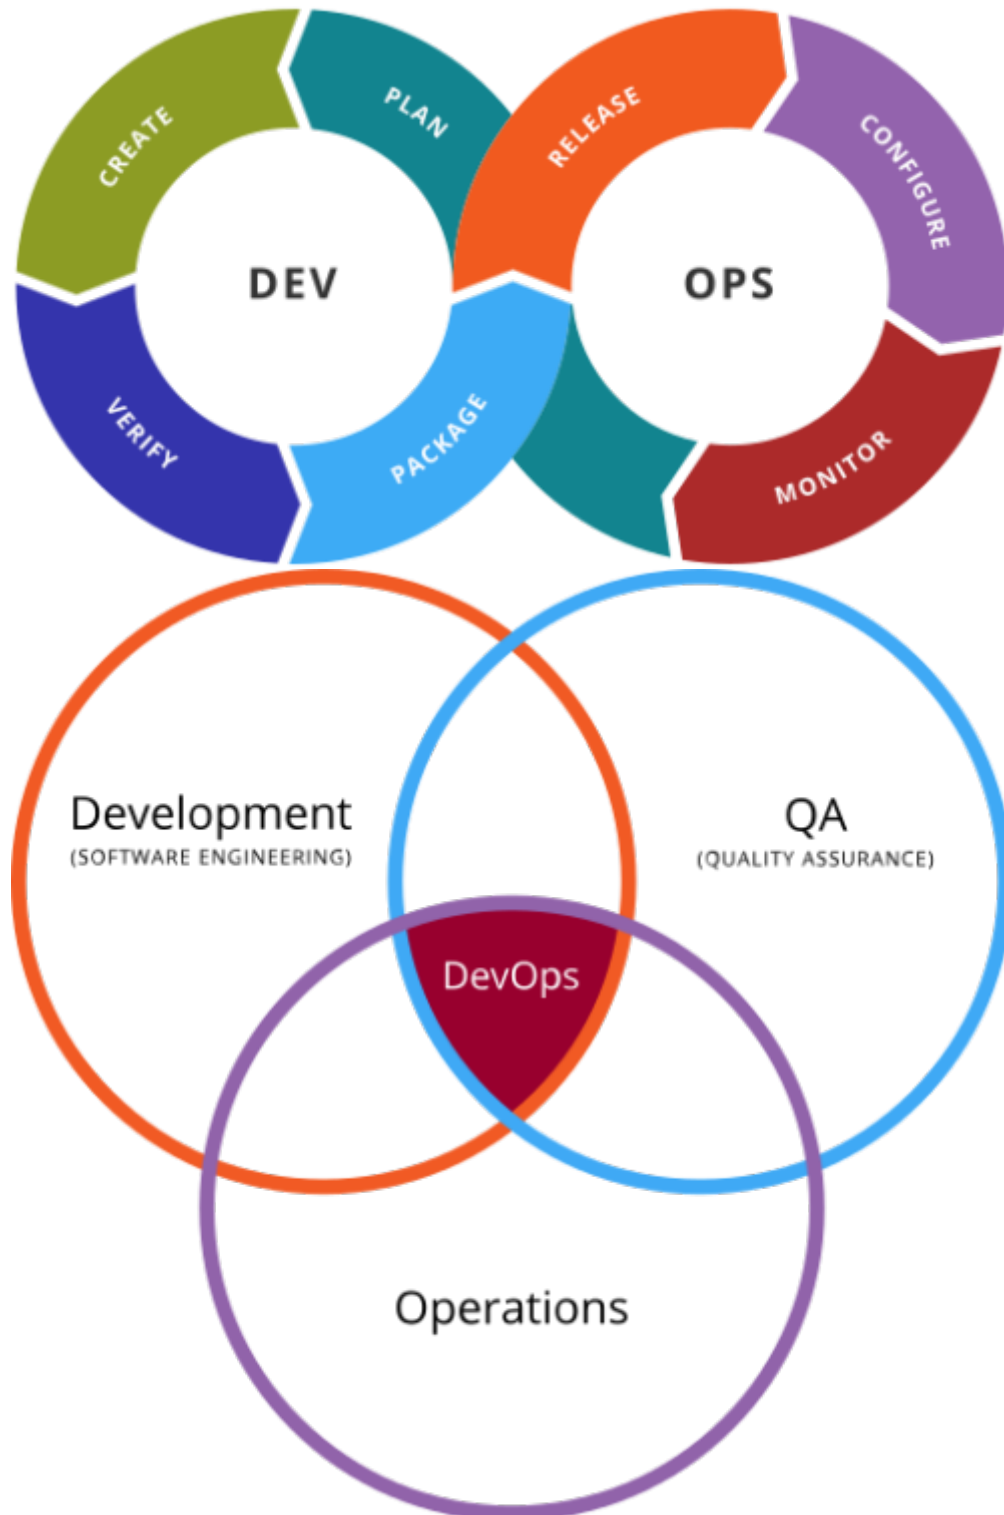 CREATE
PLAN
RELEASE
CONFIGURE
DEV
OPS
VERIFY
PACKAGE
MONITOR
Development
(SOFTWARE ENGINEERING)
QA
(QUALITY ASSURANCE)
DevOps
Operations